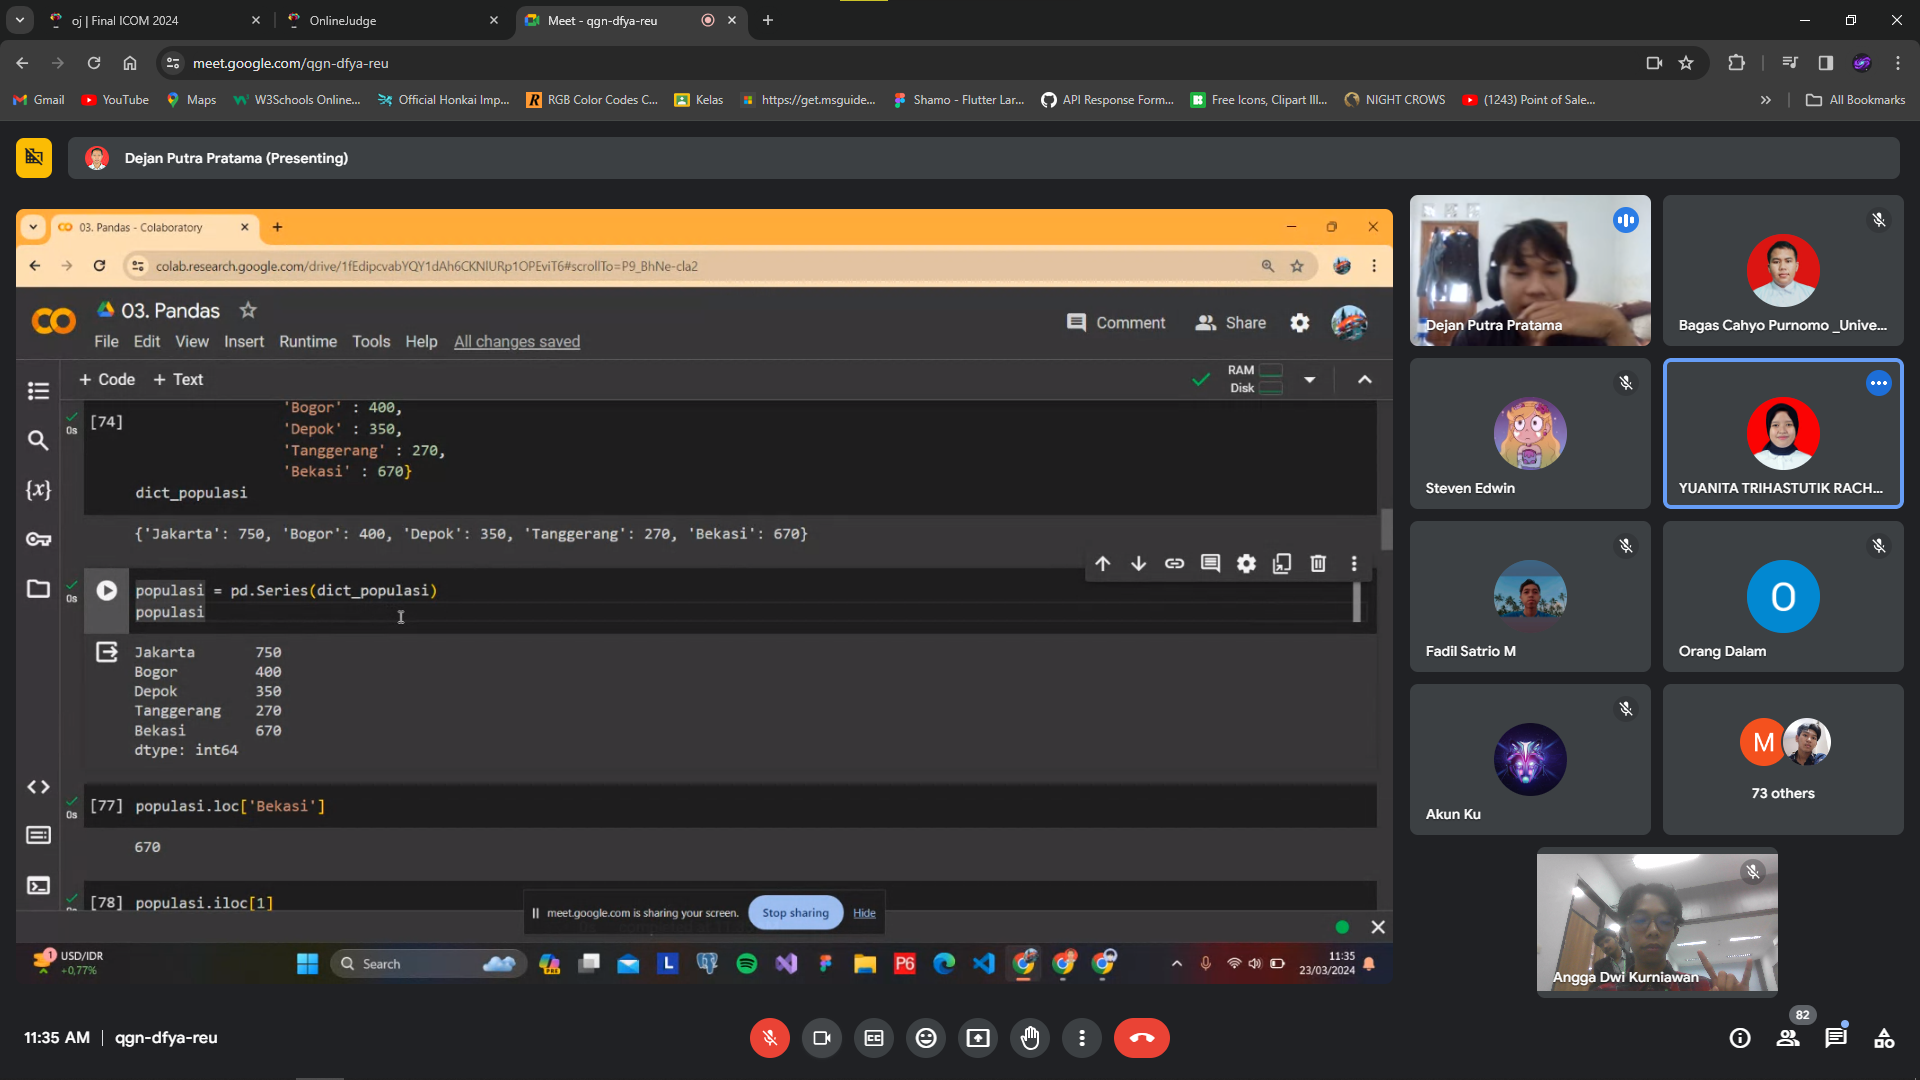 oj | Final ICOM 2024
OnlineJudge
Meet - qgn-dfya-reu
meet.google.com/qgn-dfya-reu
Gmail
YouTube
Maps
W3Schools Online...
Official Honkai Imp...
RGB Color Codes C...
Kelas
https://get.msguide...
Shamo - Flutter Lar...
API Response Form...
Free Icons, Clipart Ill...
NIGHT CROWS
(1243) Point of Sale...
All Bookmarks
Dejan Putra Pratama (Presenting)
03. Pandas - Colaboratory
colab.research.google.com/drive/1fEdipcvabYQY1dAh6CKNlURp1OPEviT6#scrollTo=P9_BhNe-cla2
03. Pandas
File Edit View Insert Runtime Tools Help All changes saved
Comment
Share
+ Code + Text
RAM
Disk
[74]
0s
'Bogor' : 400,
'Depok' : 350,
'Tanggerang' : 270,
'Bekasi' : 670}
dict_populasi
{'Jakarta': 750, 'Bogor': 400, 'Depok': 350, 'Tanggerang': 270, 'Bekasi': 670}
0s
populasi = pd.Series(dict_populasi)
populasi
Jakarta 750
Bogor 400
Depok 350
Tanggerang 270
Bekasi 670
dtype: int64
0s
[77] populasi.loc['Bekasi']
670
[78] populasi.iloc[1]
meet.google.com is sharing your screen.
Stop sharing
Hide
1
USD/IDR
+0,77%
Search
PRE
L
P6
11:35
23/03/2024
Dejan Putra Pratama
Bagas Cahyo Purnomo _Unive...
Steven Edwin
YUANITA TRIHASTUTIK RACH...
Fadil Satrio M
O
Orang Dalam
Akun Ku
M
73 others
Angga Dwi Kurniawan
11:35 AM | qgn-dfya-reu
82